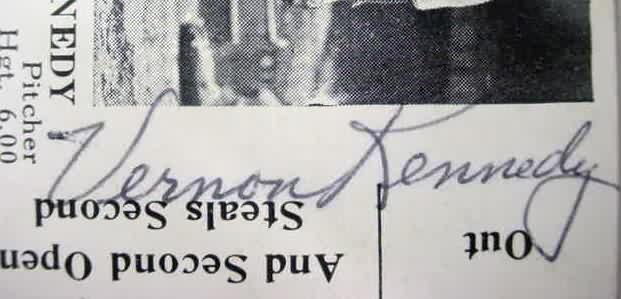 NEDY
Pitcher
Hgt. 6.00
Vernon Kennedy
Steals Second
Out
And Second Open